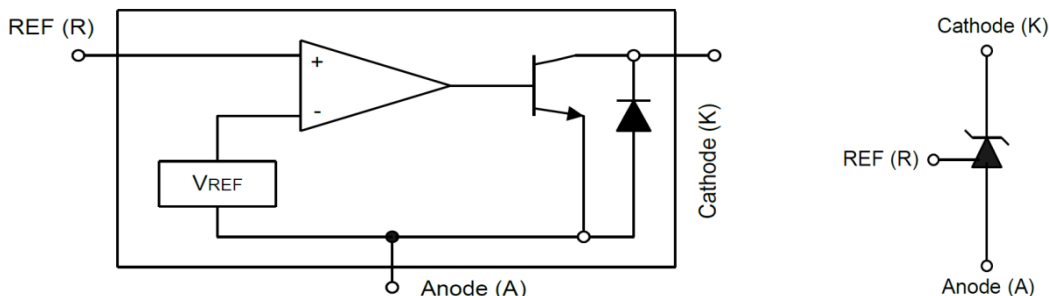 REF (R)
+
-
VREF
Cathode (K)
Anode (A)
Cathode (K)
REF (R)
Anode (A)